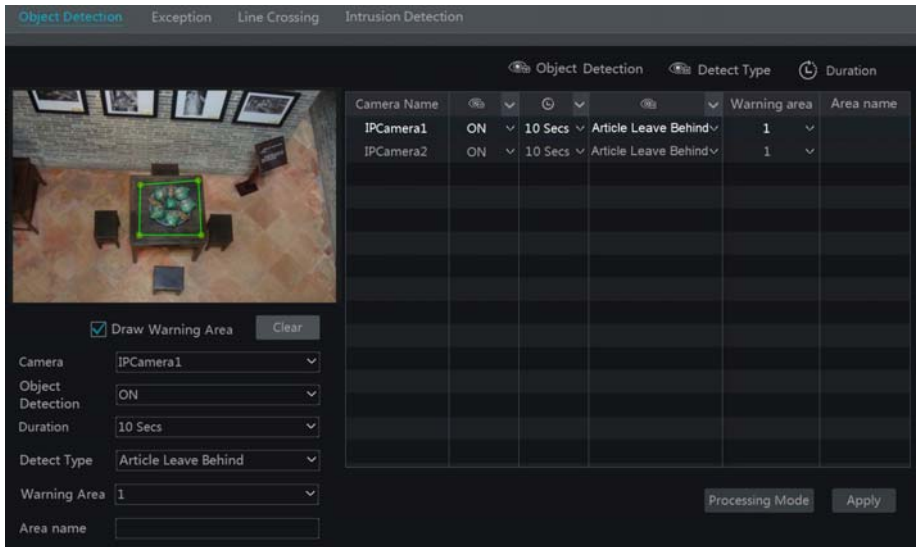 Object Detection Exception Line Crossing Intrusion Detection
Object Detection Detect Type Duration
Camera Name Warning area Area name
IPCamera1 ON 10 Secs Article Leave Behind 1
IPCamera2 ON 10 Secs Article Leave Behind 1
Draw Warning Area Clear
Camera IPCamera1
Object Detection ON
Duration 10 Secs
Detect Type Article Leave Behind
Warning Area 1
Area name
Processing Mode Apply